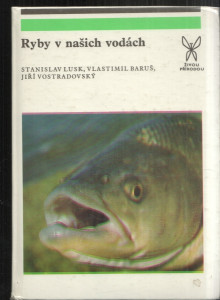 Ryby v našich vodách
STANISLAV LUSK, VLASTIMIL BARUŠ,
JIŘÍ VOSTRADOVSKÝ
ŽIVOU
PŘÍRODOU